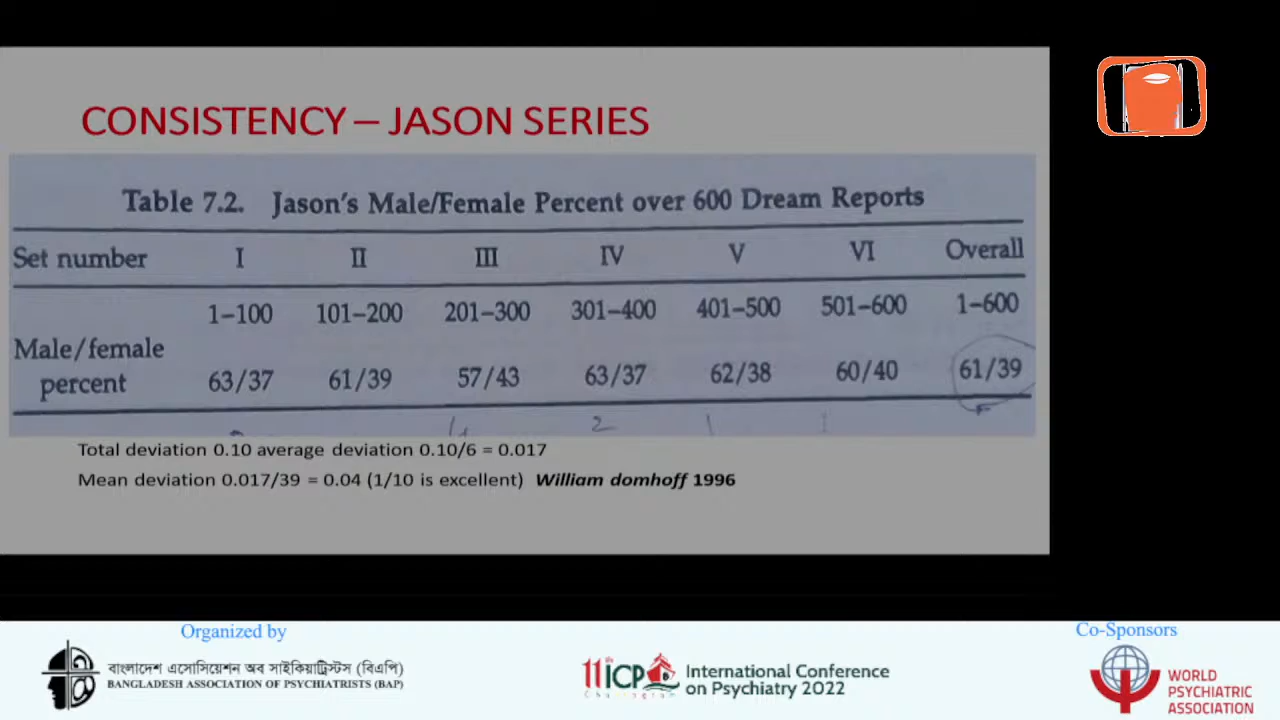 CONSISTENCY – JASON SERIES
Table 7.2. Jason's Male/Female Percent over 600 Dream Reports
Set number I II III IV V VI Overall
1–100 101–200 201–300 301–400 401–500 501–600 1–600
Male/female
percent 63/37 61/39 57/43 63/37 62/38 60/40 61/39
Total deviation 0.10 average deviation 0.10/6 = 0.017
Mean deviation 0.017/39 = 0.04 (1/10 is excellent) William domhoff 1996
Organized by
বাংলাদেশ এসোসিয়েশন অব সাইকিয়াট্রিস্টস (বিএপি)
BANGLADESH ASSOCIATION OF PSYCHIATRISTS (BAP)
11 ICP
International Conference
on Psychiatry 2022
Co-Sponsors
WORLD
PSYCHIATRIC
ASSOCIATION